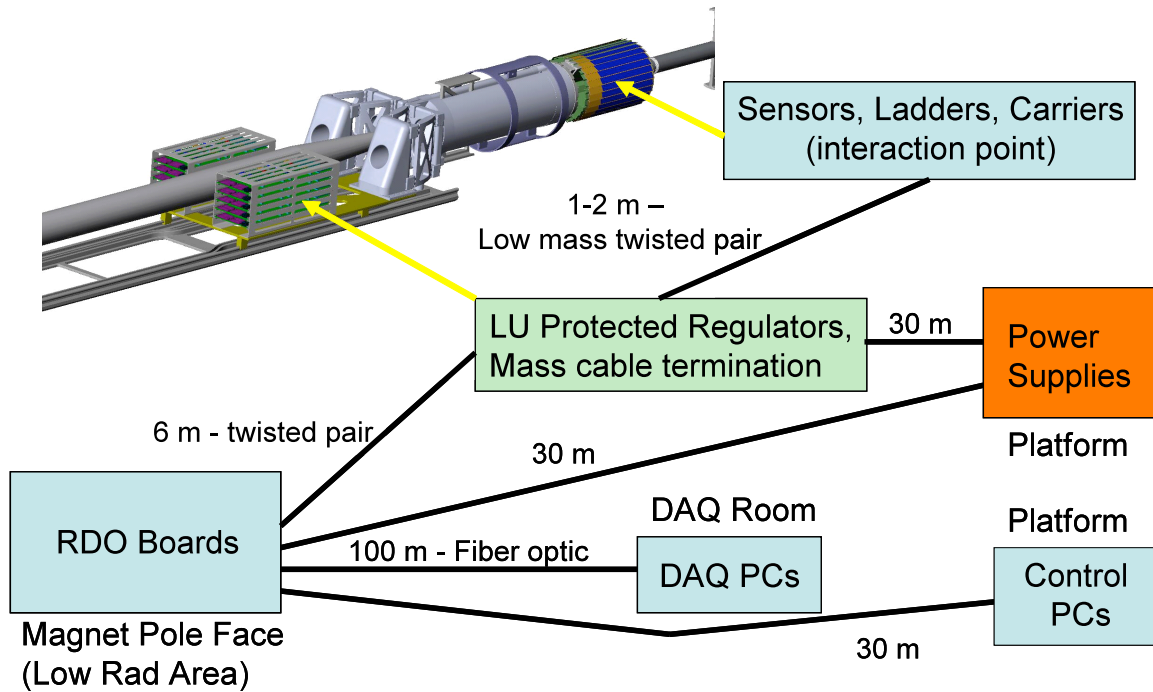 Sensors, Ladders, Carriers
(interaction point)
1-2 m –
Low mass twisted pair
LU Protected Regulators,
Mass cable termination
30 m
Power
Supplies
Platform
6 m - twisted pair
30 m
RDO Boards
Magnet Pole Face
(Low Rad Area)
100 m - Fiber optic
DAQ Room
DAQ PCs
Platform
Control
PCs
30 m